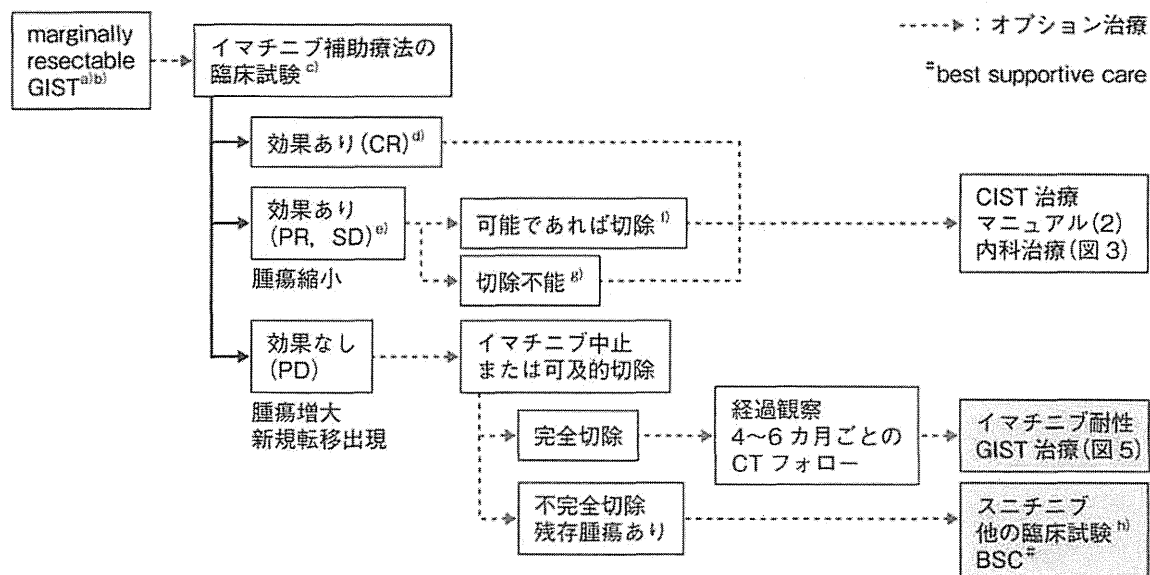 marginally
resectable
GIST a)b)
イマチニブ補助療法の
臨床試験 c)
：オプション治療
#best supportive care
効果あり(CR) d)
効果あり
(PR, SD) e)
腫瘍縮小
可能であれば切除 f)
切除不能 g)
CIST 治療
マニュアル(2)
内科治療(図3)
効果なし
(PD)
腫瘍増大
新規転移出現
イマチニブ中止
または可及的切除
完全切除
経過観察
4～6 カ月ごとの
CT フォロー
イマチニブ耐性
GIST 治療(図5)
不完全切除
残存腫瘍あり
スニチニブ
他の臨床試験 h)
BSC #